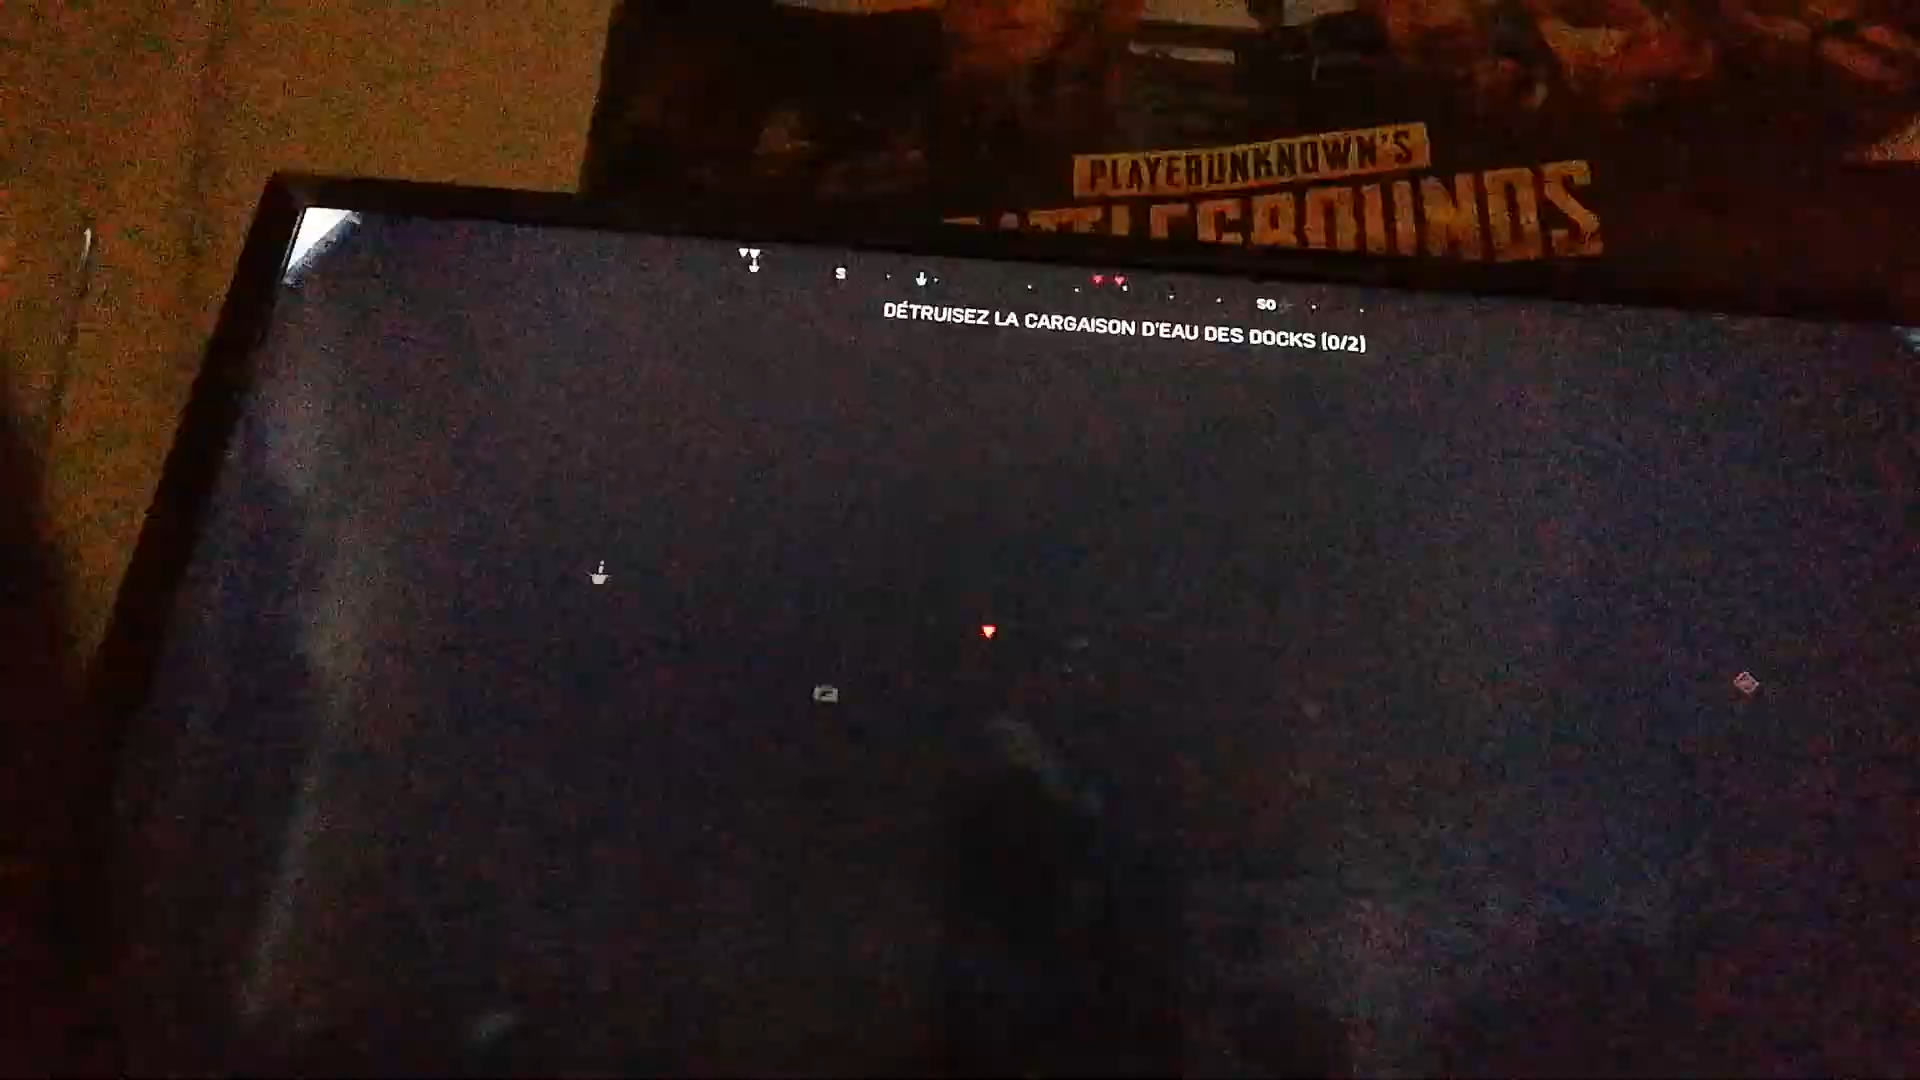 PLAYERUNKNOWN'S
BATTLEGROUNDS
S
SO
DÉTRUISEZ LA CARGAISON D'EAU DES DOCKS (0/2)